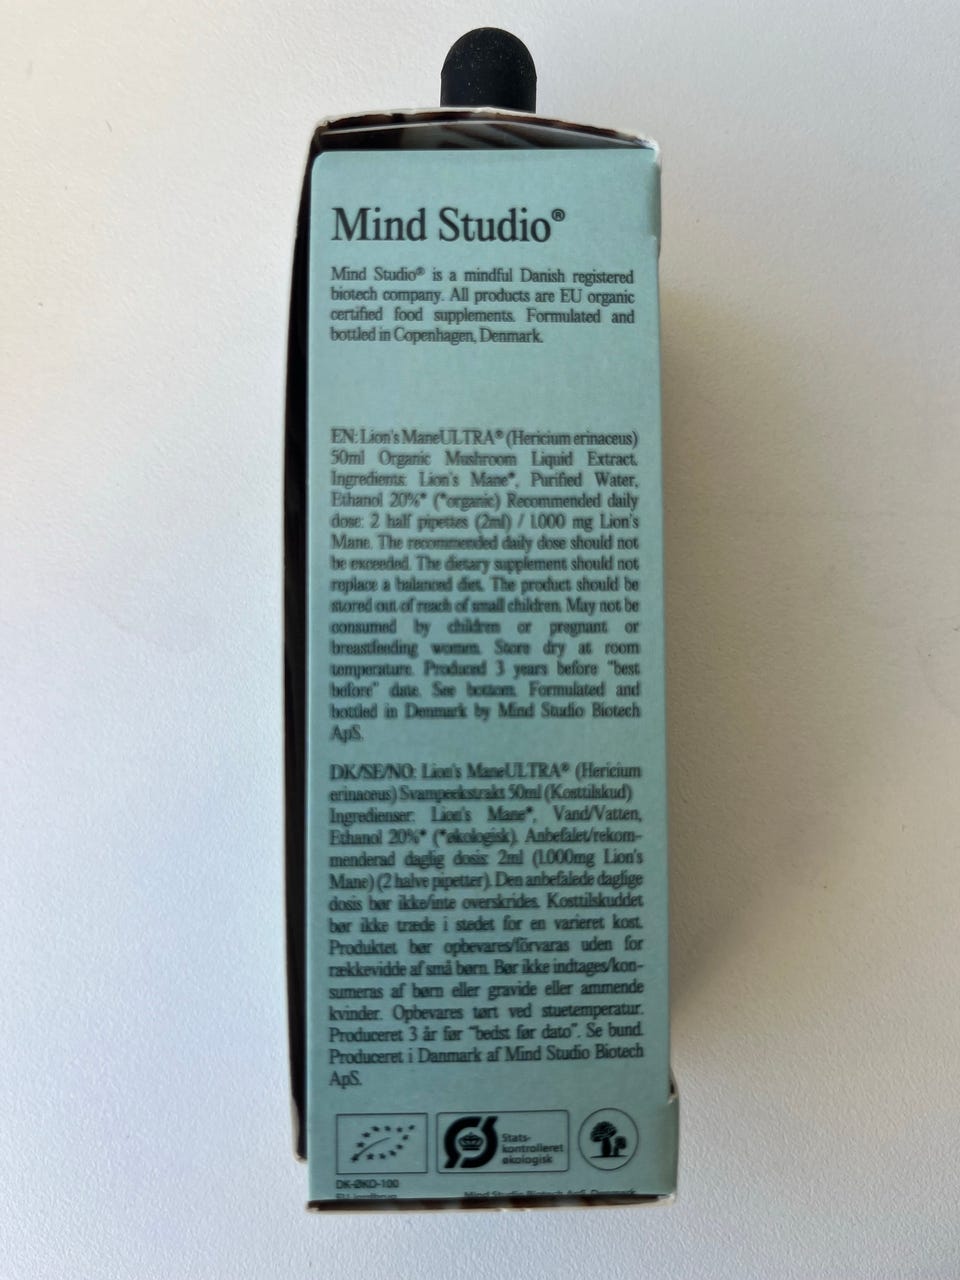 Mind Studio®
Mind Studio® is a mindful Danish registered
biotech company. All products are EU organic
certified food supplements. Formulated and
bottled in Copenhagen, Denmark.
EN: Lion's ManeULTRA® (Hericium erinaceus)
50ml Organic Mushroom Liquid Extract.
Ingredients: Lion's Mane*, Purified Water,
Ethanol 20%* (*organic) Recommended daily
dose: 2 half pipettes (2ml) / 1.000 mg Lion's
Mane. The recommended daily dose should not
be exceeded. The dietary supplement should not
replace a balanced diet. The product should be
stored out of reach of small children. May not be
consumed by children or pregnant or
breastfeeding women. Store dry at room
temperature. Produced 3 years before "best
before" date. See bottom. Formulated and
bottled in Denmark by Mind Studio Biotech
ApS.
DK/SE/NO: Lion's ManeULTRA® (Hericium
erinaceus) Svampeekstrakt 50ml (Kosttilskud)
Ingredienser: Lion's Mane*, Vand/Vatten,
Ethanol 20%* (*økologisk). Anbefalet/rekom-
menderad daglig dosis: 2ml (1.000mg Lion's
Mane) (2 halve pipetter). Den anbefalede daglige
dosis bør ikke/inte overskrides. Kosttilskuddet
bør ikke træde i stedet for en varieret kost.
Produktet bør opbevares/förvaras uden for
rækkevidde af små børn. Bør ikke indtages/kon-
sumeras af børn eller gravide eller ammende
kvinder. Opbevares tørt ved stuetemperatur.
Produceret 3 år før "bedst før dato". Se bund.
Produceret i Danmark af Mind Studio Biotech
ApS.
Stats-
kontrolleret
økologisk
DK-ØKO-100
EU-jordbrug
Mind Studio Biotech ApS, Denmark